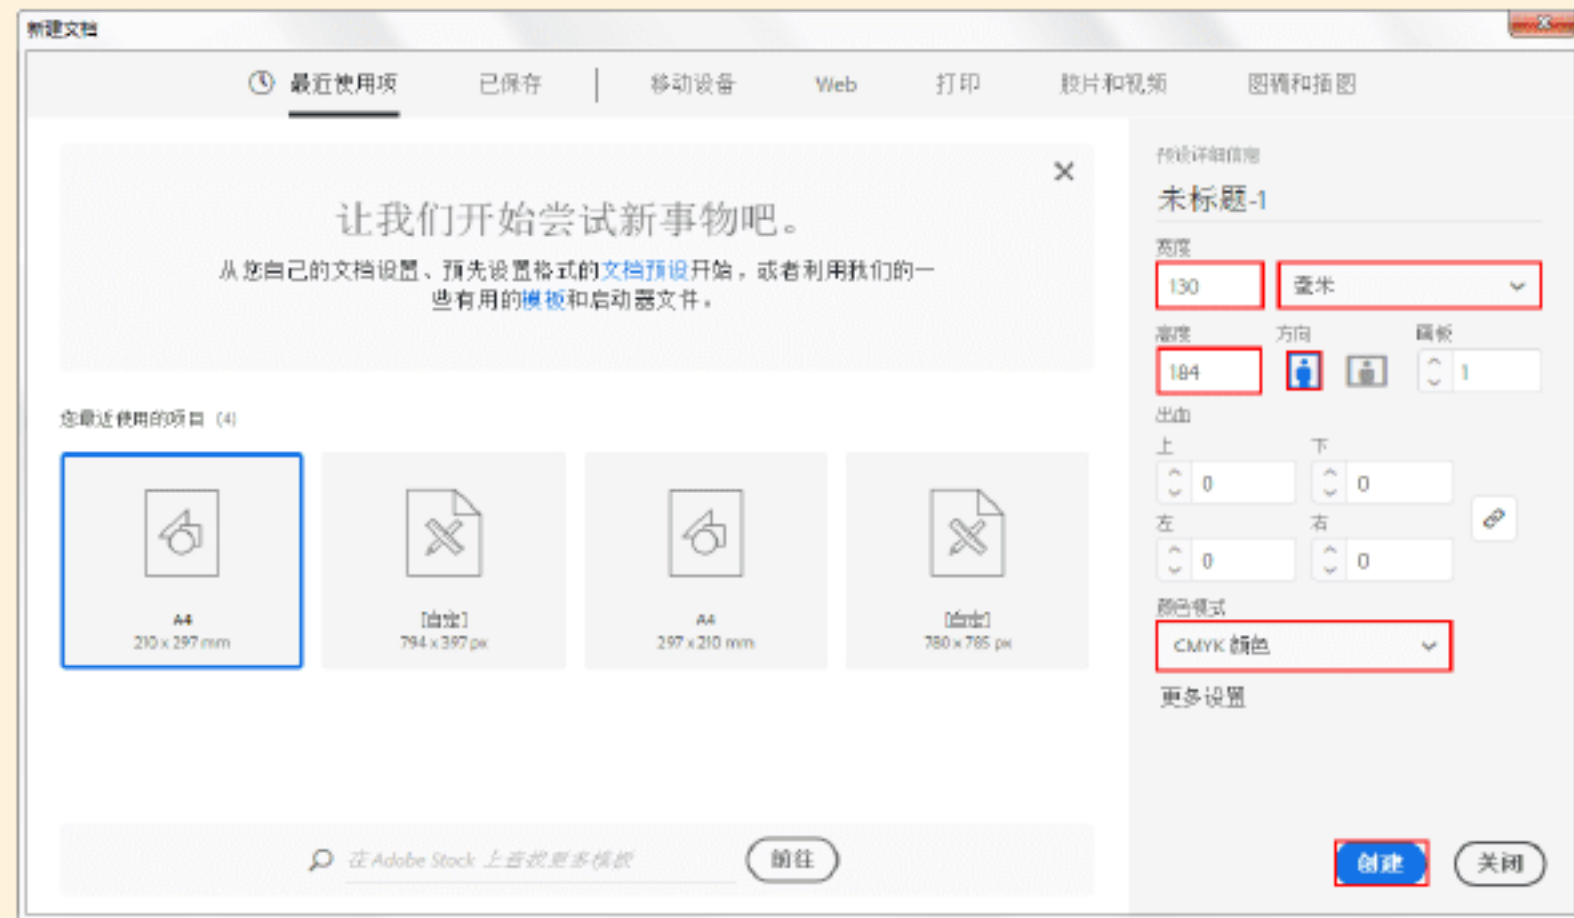 新建文档
最近使用项 已保存 移动设备 Web 打印 胶片和视频 图稿和插图
让我们开始尝试新事物吧。
从您自己的文档设置、预先设置格式的文档预设开始，或者利用我们的一
些有用的模板和启动器文件。
您最近使用的项目 (4)
A4
210 x 297 mm
[自定]
794 x 397 px
A4
297 x 210 mm
[自定]
780 x 785 px
在 Adobe Stock 上查找更多模板
前往
预设详细信息
未标题-1
宽度
130 毫米
高度 方向 画板
184 1
出血
上 下
0 0
左 右
0 0
颜色模式
CMYK 颜色
更多设置
创建 关闭